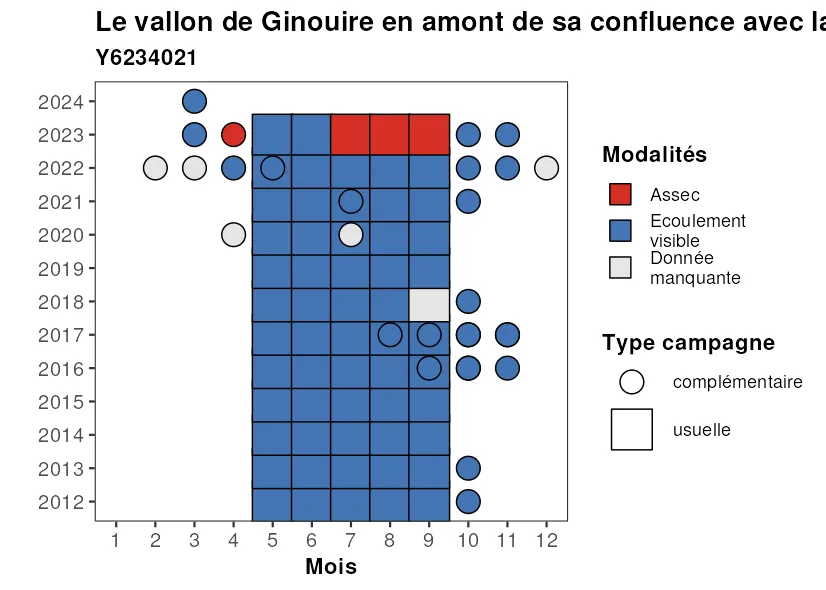 Le vallon de Ginouire en amont de sa confluence avec la
Y6234021
2024
2023
2022
2021
2020
2019
2018
2017
2016
2015
2014
2013
2012
1 2 3 4 5 6 7 8 9 10 11 12
Mois
Modalités
Assec
Ecoulement
visible
Donnée
manquante
Type campagne
complémentaire
usuelle